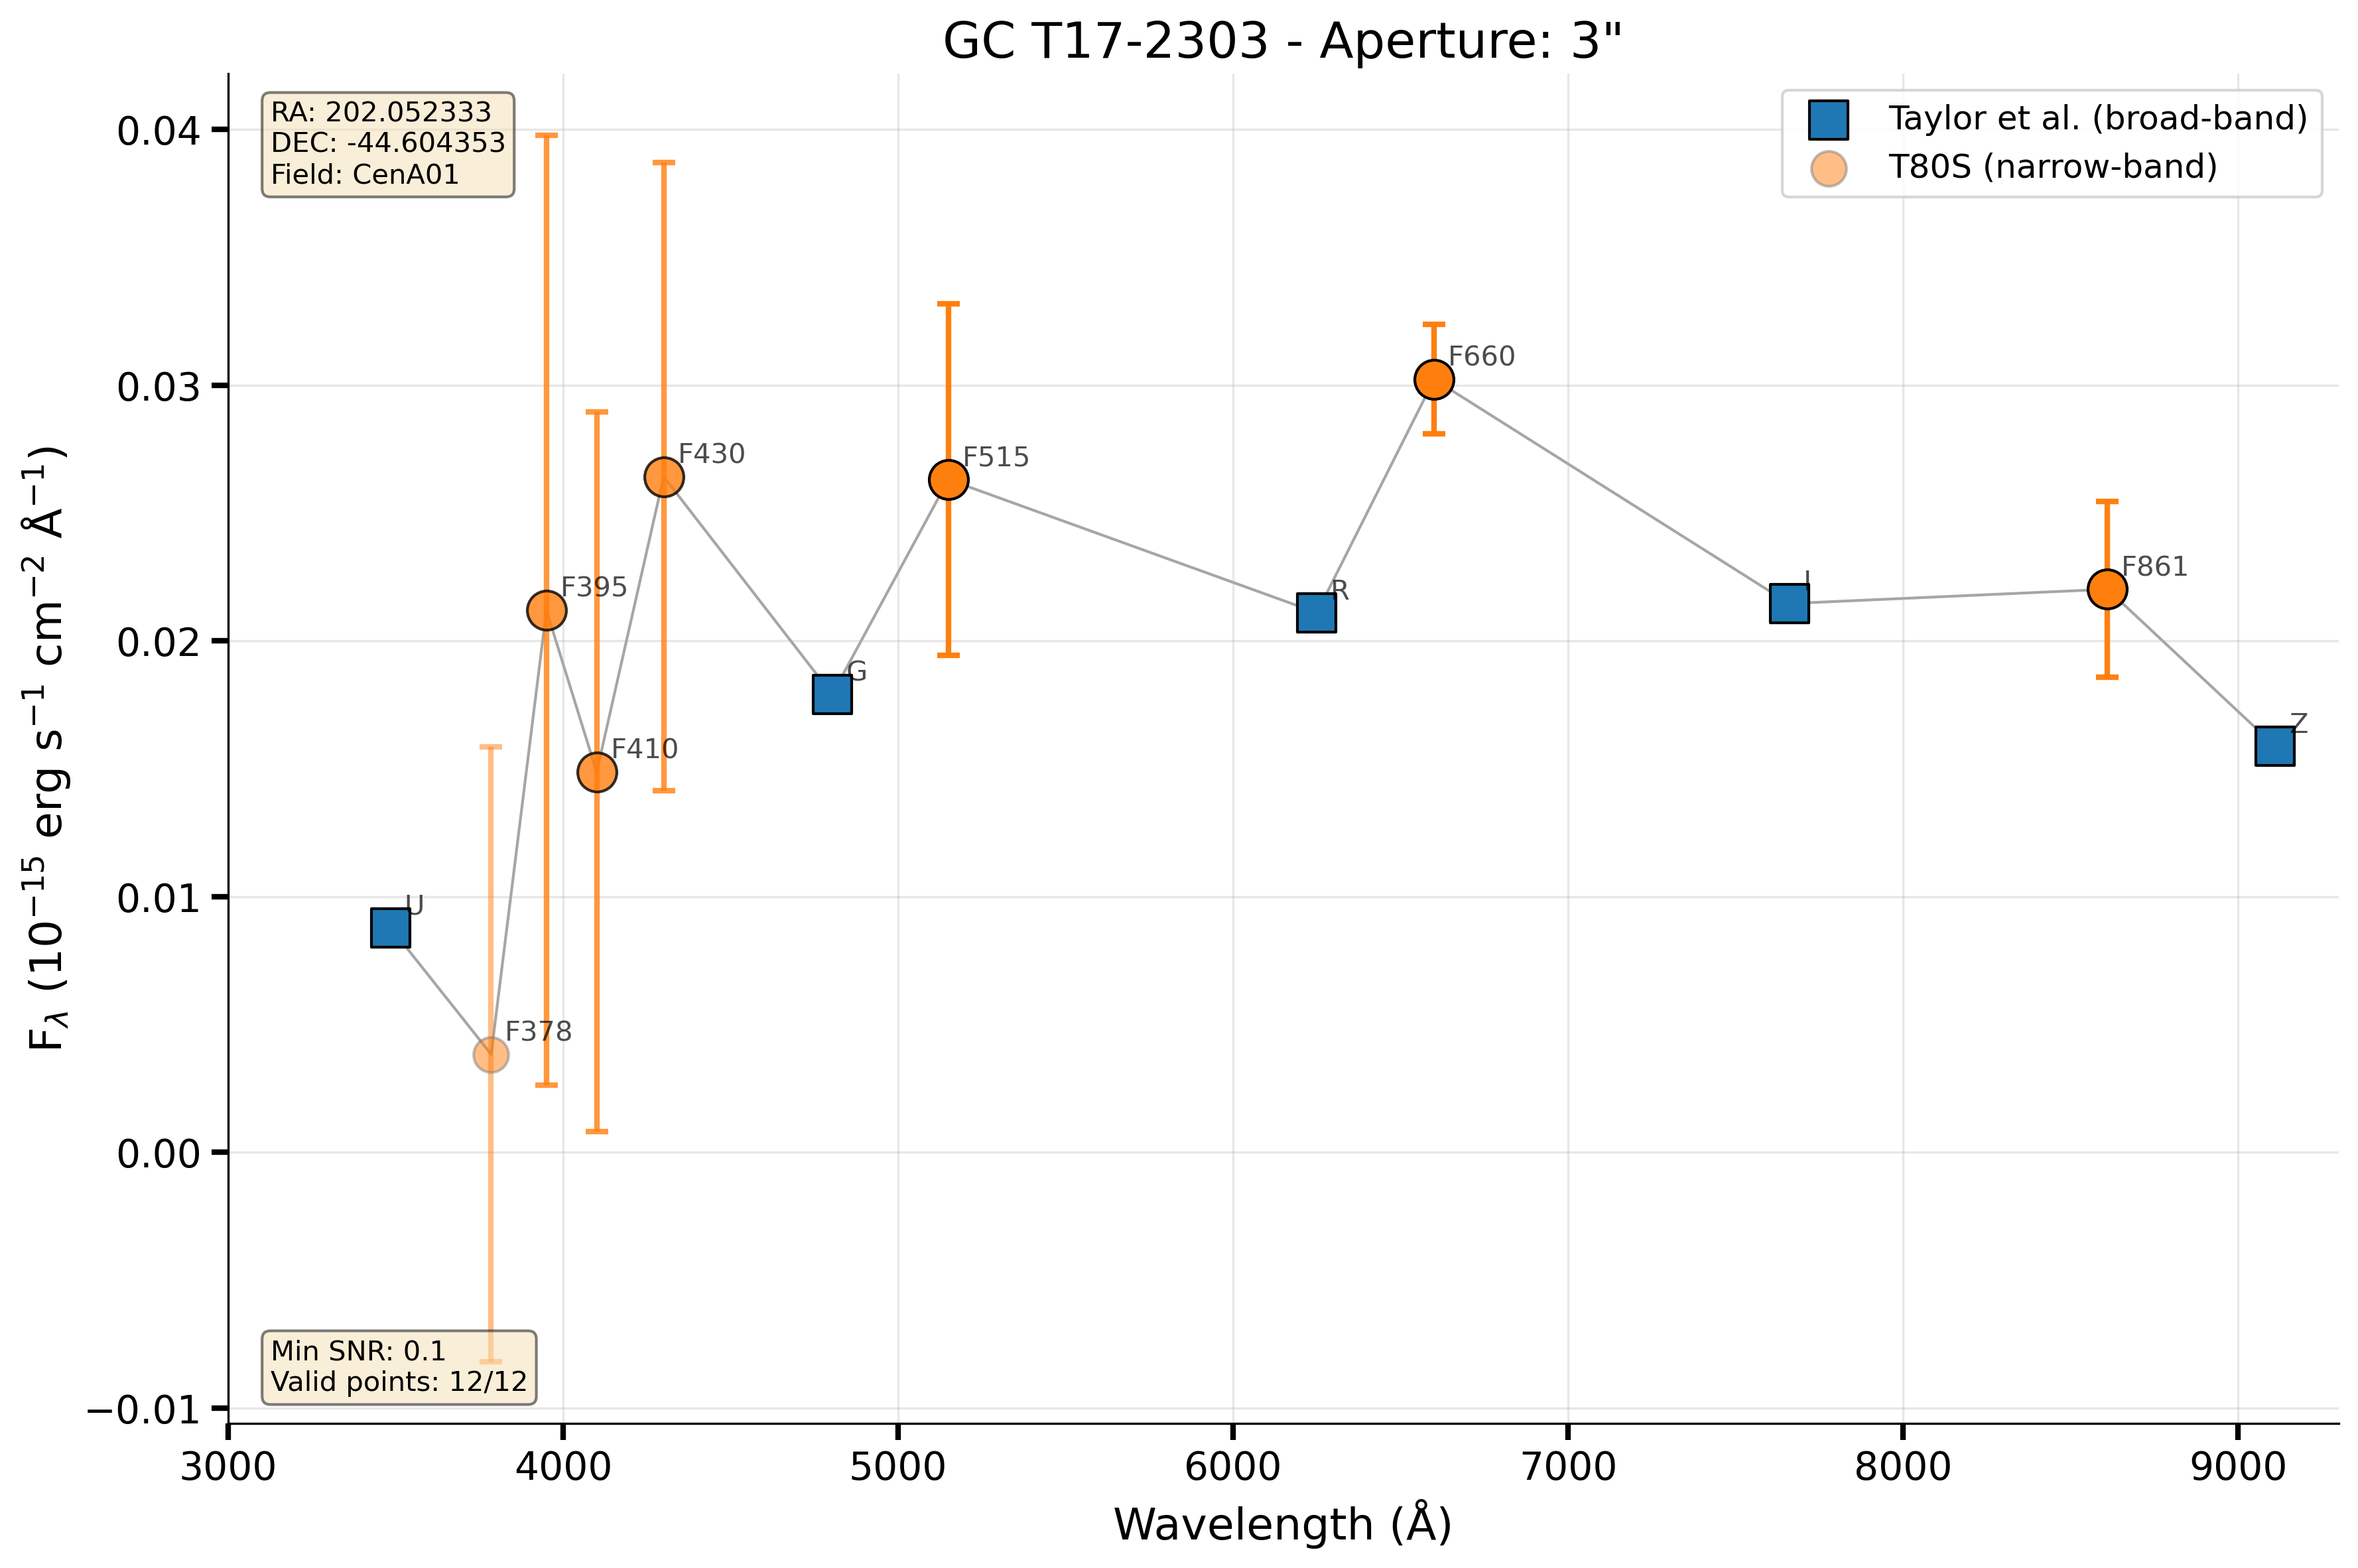 GC T17-2303 - Aperture: 3"
RA: 202.052333
DEC: -44.604353
Field: CenA01
Taylor et al. (broad-band)
T80S (narrow-band)
F$_\lambda$ (10$^{-15}$ erg s$^{-1}$ cm$^{-2}$ Å$^{-1}$)
0.04
0.03
0.02
0.01
0.00
−0.01
U
F378
F395
F410
F430
G
F515
R
F660
I
F861
Z
Min SNR: 0.1
Valid points: 12/12
3000
4000
5000
6000
7000
8000
9000
Wavelength (Å)